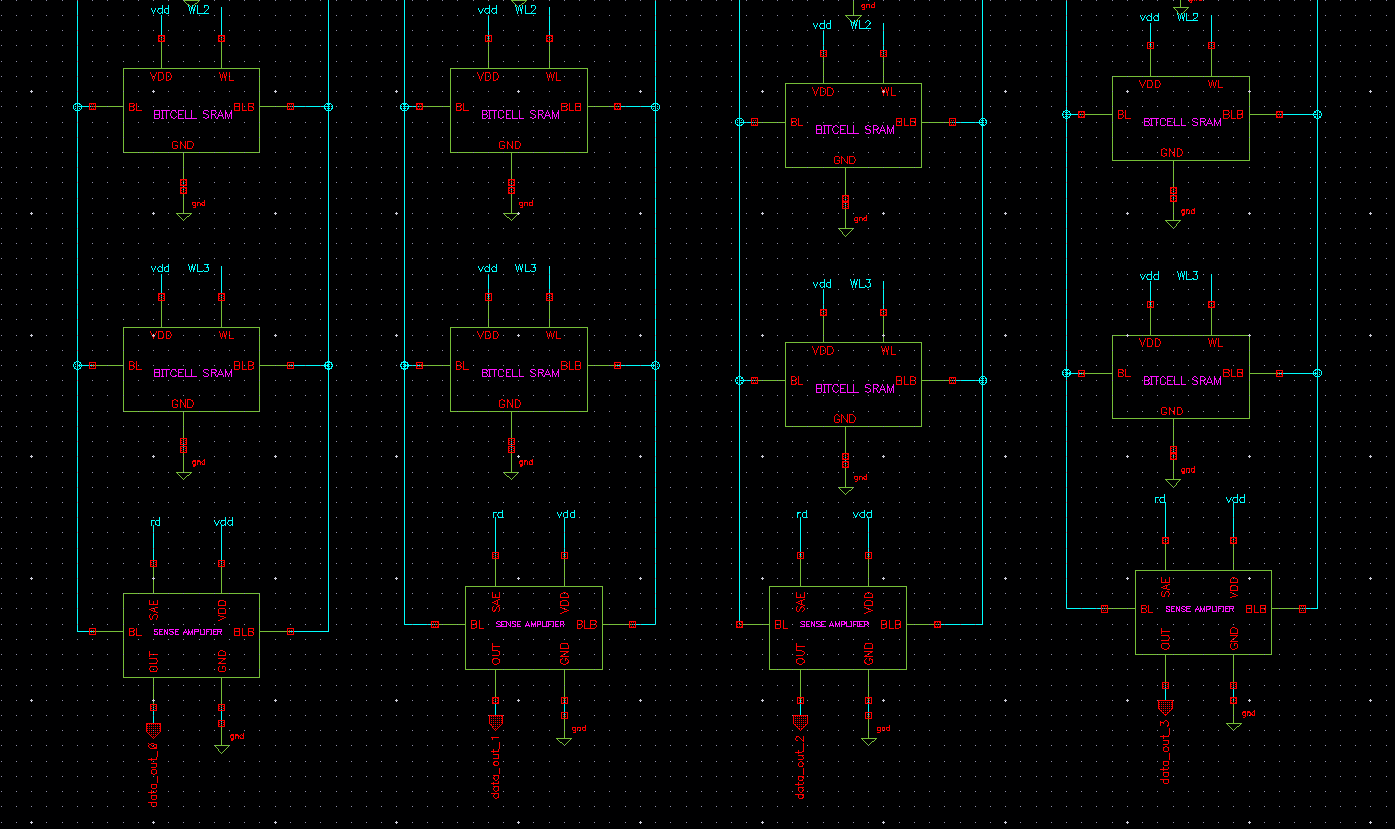 gnd
gnd
vdd WL2
vdd WL2
vdd WL2
vdd WL2
VDD WL
VDD WL
VDD WL
VDD WL
BL BITCELL SRAM BLB
BL BITCELL SRAM BLB
BL BITCELL SRAM BLB
BL BITCELL SRAM BLB
GND
GND
GND
GND
gnd
gnd
gnd
gnd
vdd WL3
vdd WL3
vdd WL3
vdd WL3
VDD WL
VDD WL
VDD WL
VDD WL
BL BITCELL SRAM BLB
BL BITCELL SRAM BLB
BL BITCELL SRAM BLB
BL BITCELL SRAM BLB
GND
GND
GND
GND
gnd
gnd
gnd
gnd
rd vdd
rd vdd
rd vdd
rd vdd
SAE VDD
SAE VDD
SAE VDD
SAE VDD
BL SENSE AMPLIFIER BLB
BL SENSE AMPLIFIER BLB
BL SENSE AMPLIFIER BLB
BL SENSE AMPLIFIER BLB
OUT GND
OUT GND
OUT GND
OUT GND
gnd
gnd
gnd
gnd
data_out_0
data_out_1
data_out_2
data_out_3